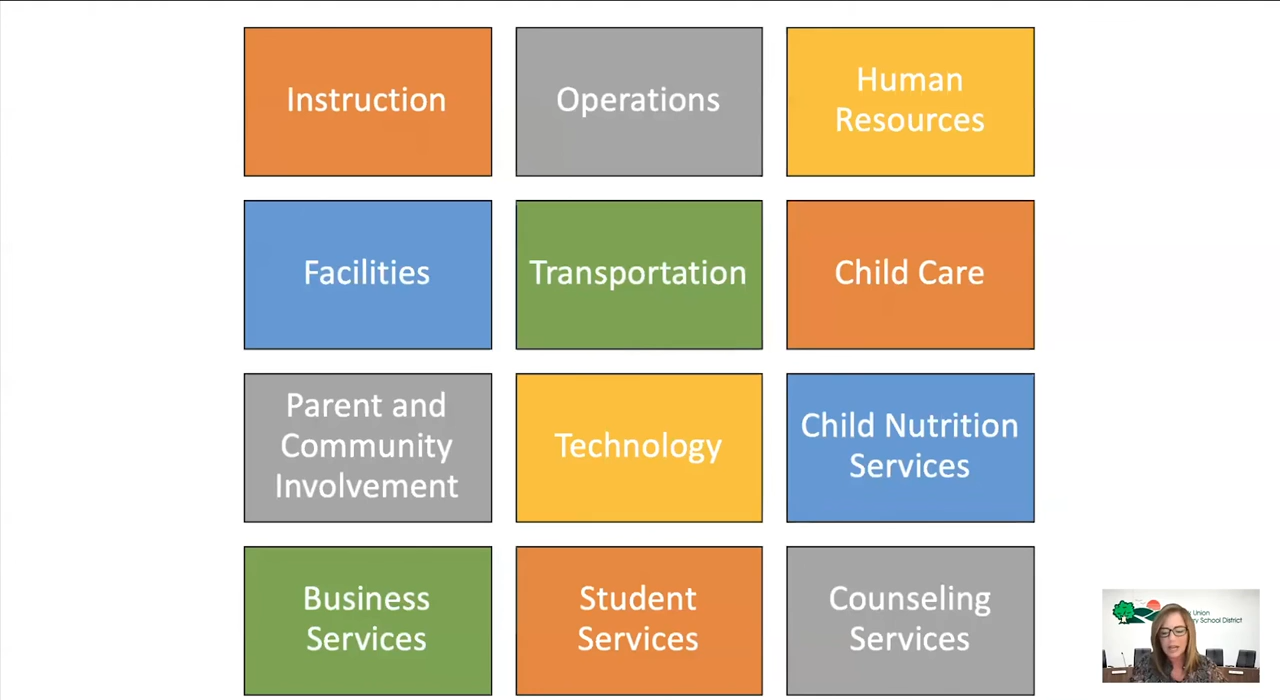 Instruction
Operations
Human
Resources
Facilities
Transportation
Child Care
Parent and
Community
Involvement
Technology
Child Nutrition
Services
Business
Services
Student
Services
Counseling
Services
Union
School District